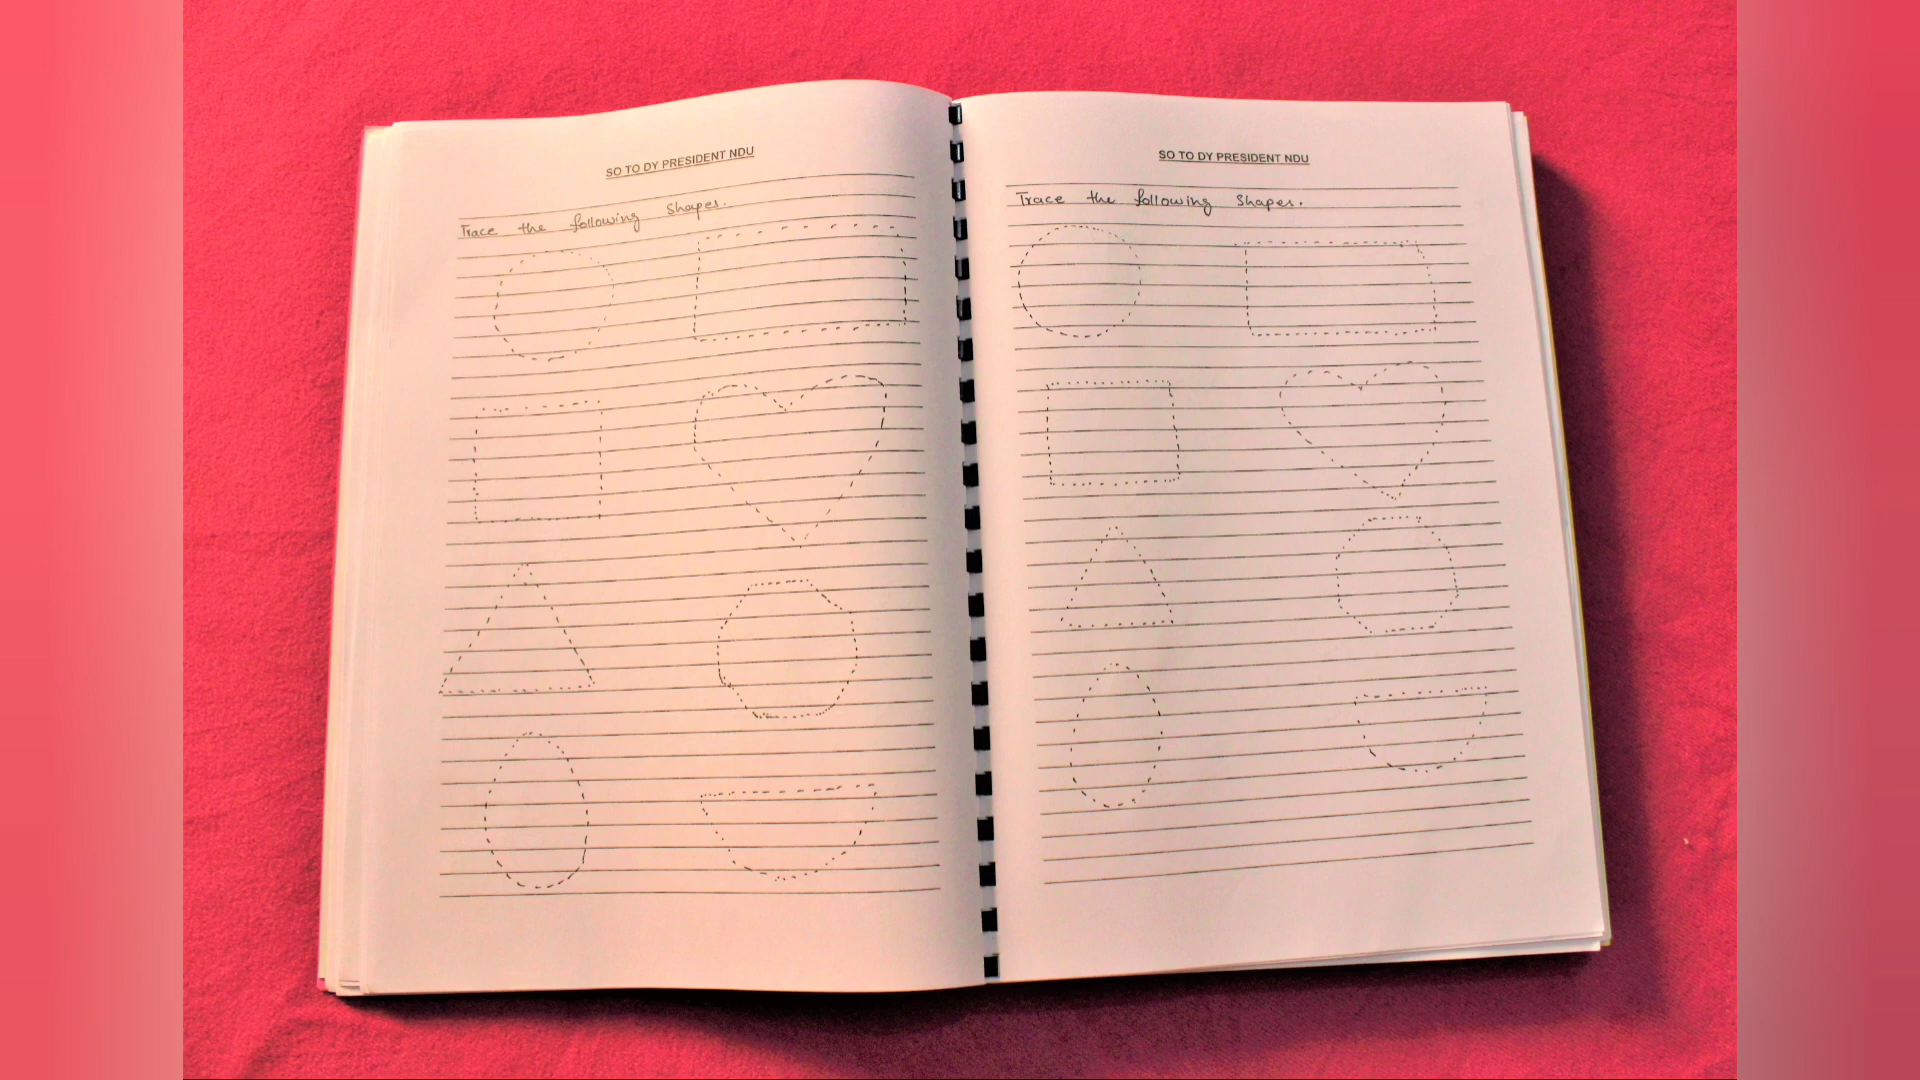 SO TO DY PRESIDENT NDU
Trace the following Shapes.
SO TO DY PRESIDENT NDU
Trace the following Shapes.